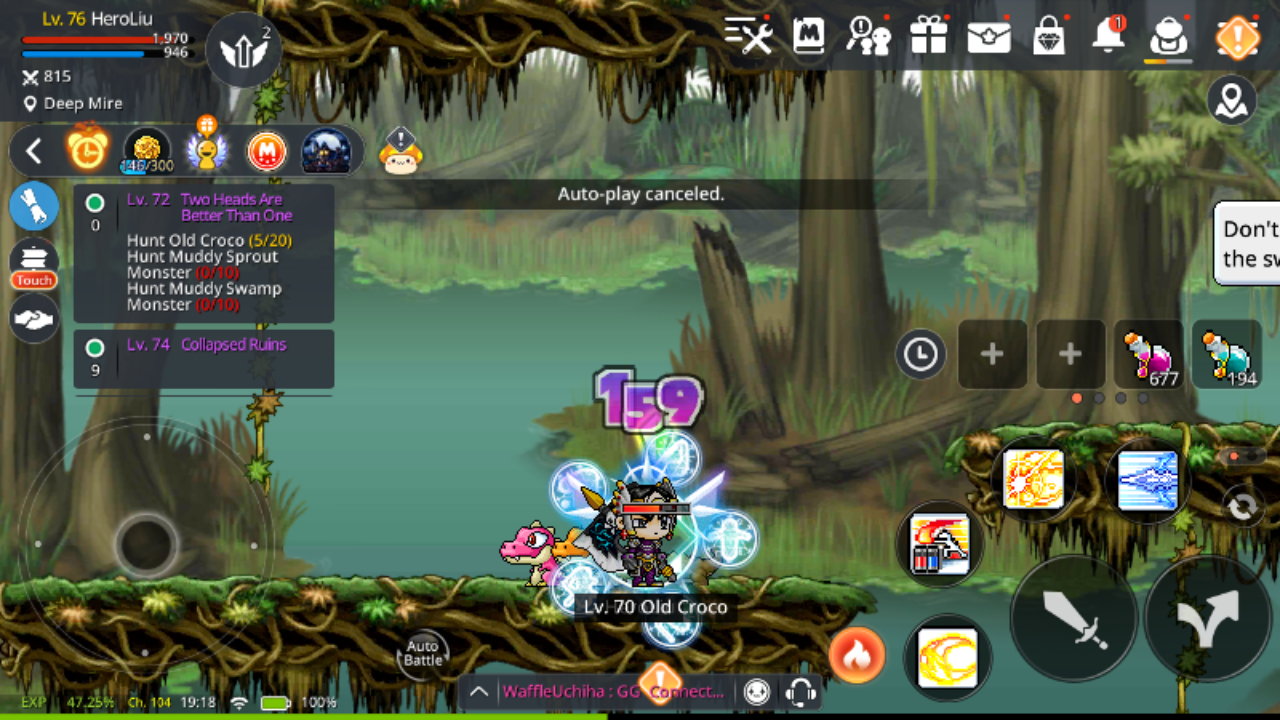 Lv. 76 HeroLiu
2
1,970
946
815
Deep Mire
1
146/300
Auto-play canceled.
Lv. 72 Two Heads Are
Better Than One
0
Hunt Old Croco (5/20)
Hunt Muddy Sprout
Monster (0/10)
Hunt Muddy Swamp
Monster (0/10)
Touch
Lv. 74 Collapsed Ruins
9
Don't
the sw
677
194
159
Lv. 70 Old Croco
Auto
Battle
WaffleUchiha : GG Connect...
EXP 47.25% Ch. 104 19:18 100%